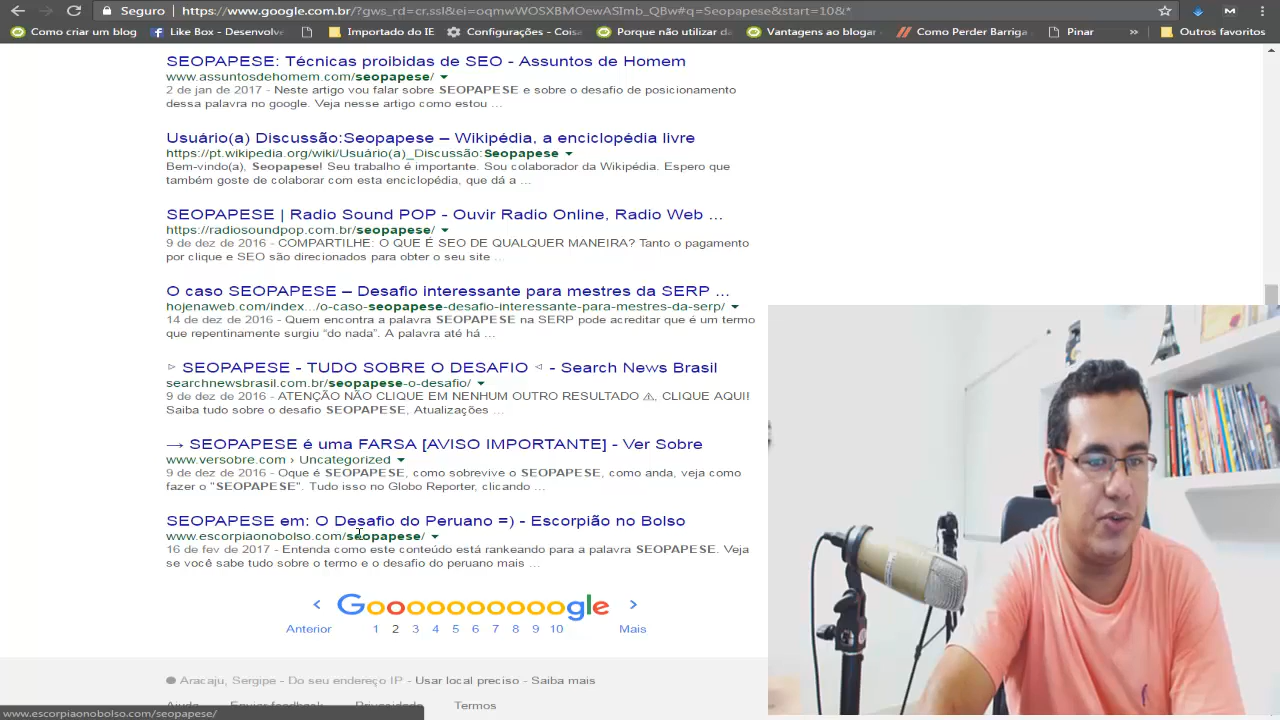 https://www.google.com.br/?gws_rd=cr,ssl&ei=oqmwWOSXBMOewASImb_QBw#q=Seopapese&start=10&*
Como criar um blog
Like Box - Desenvolve
Importado do IE
Configurações - Coisa
Porque não utilizar da
Vantagens ao blogar
Como Perder Barriga
Pinar
»
Outros favoritos
SEOPAPESE: Técnicas proibidas de SEO - Assuntos de Homem
www.assuntosdehomem.com/seopapese/
2 de jan de 2017 - Neste artigo vou falar sobre SEOPAPESE e sobre o desafio de posicionamento
dessa palavra no google. Veja nesse artigo como estou ...
Usuário(a) Discussão:Seopapese – Wikipédia, a enciclopédia livre
https://pt.wikipedia.org/wiki/Usuário(a)_Discussão:Seopapese
Bem-vindo(a), Seopapese! Seu trabalho é importante. Sou colaborador da Wikipédia. Espero que
também goste de colaborar com esta enciclopédia, que dá a ...
SEOPAPESE | Radio Sound POP - Ouvir Radio Online, Radio Web ...
https://radiosoundpop.com.br/seopapese/
9 de dez de 2016 - COMPARTILHE: O QUE É SEO DE QUALQUER MANEIRA? Tanto o pagamento
por clique e SEO são direcionados para obter o seu site ...
O caso SEOPAPESE – Desafio interessante para mestres da SERP ...
hojenaweb.com/index.../o-caso-seopapese-desafio-interessante-para-mestres-da-serp/
14 de dez de 2016 - Quem encontra a palavra SEOPAPESE na SERP pode acreditar que é um termo
que repentinamente surgiu “do nada”. A palavra até há ...
▷ SEOPAPESE - TUDO SOBRE O DESAFIO ◁ - Search News Brasil
searchnewsbrasil.com.br/seopapese-o-desafio/
9 de dez de 2016 - ATENÇÃO NÃO CLIQUE EM NENHUM OUTRO RESULTADO ⚠, CLIQUE AQUI!
Saiba tudo sobre o desafio SEOPAPESE, Atualizações ...
→ SEOPAPESE é uma FARSA [AVISO IMPORTANTE] - Ver Sobre
www.versobre.com › Uncategorized
9 de dez de 2016 - Oque é SEOPAPESE, como sobrevive o SEOPAPESE, como anda, veja como
fazer o "SEOPAPESE". Tudo isso no Globo Reporter, clicando ...
SEOPAPESE em: O Desafio do Peruano =) - Escorpião no Bolso
www.escorpiaonobolso.com/seopapese/
16 de fev de 2017 - Entenda como este conteúdo está rankeando para a palavra SEOPAPESE. Veja
se você sabe tudo sobre o termo e o desafio do peruano mais ...
< Goooooooooogle >
Anterior 1 2 3 4 5 6 7 8 9 10 Mais
Aracaju, Sergipe - Do seu endereço IP - Usar local preciso - Saiba mais
Ajuda Enviar feedback Privacidade Termos
www.escorpiaonobolso.com/seopapese/